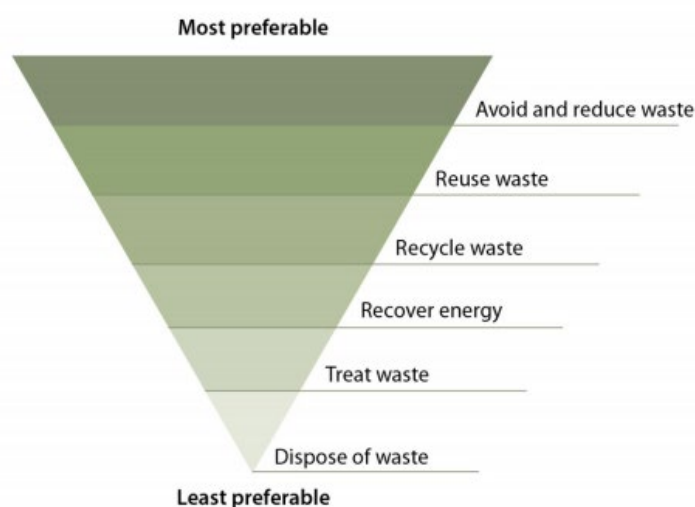 Most preferable
Avoid and reduce waste
Reuse waste
Recycle waste
Recover energy
Treat waste
Dispose of waste
Least preferable